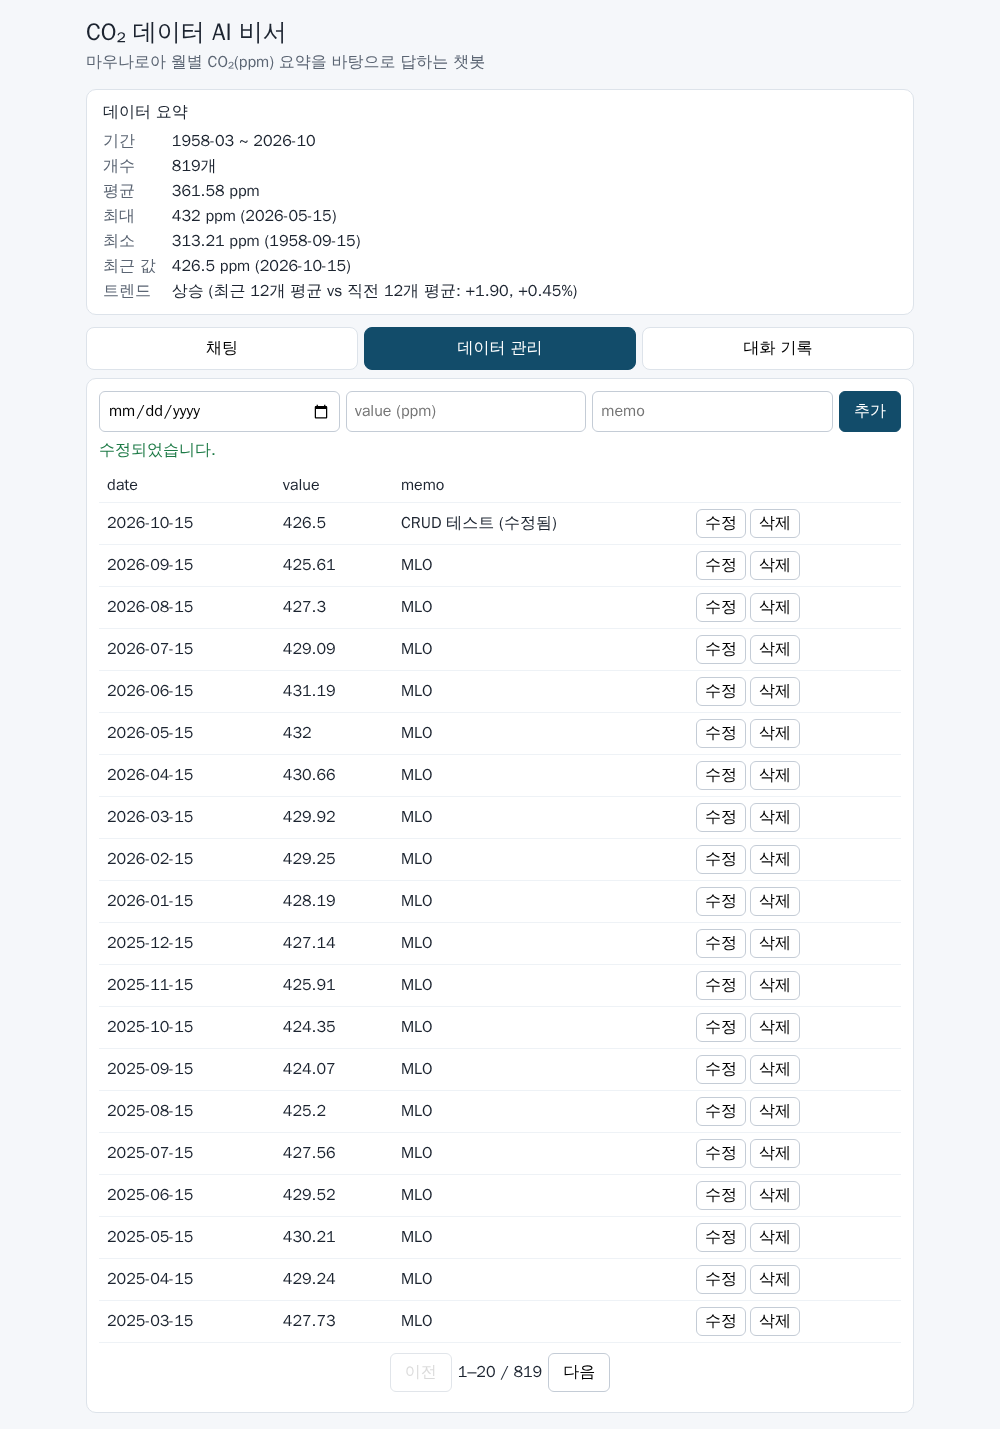 CO₂ 데이터 AI 비서
마우나로아 월별 CO₂(ppm) 요약을 바탕으로 답하는 챗봇
데이터 요약
기간 1958-03 ~ 2026-10
개수 819개
평균 361.58 ppm
최대 432 ppm (2026-05-15)
최소 313.21 ppm (1958-09-15)
최근 값 426.5 ppm (2026-10-15)
트렌드 상승 (최근 12개 평균 vs 직전 12개 평균: +1.90, +0.45%)
채팅 데이터 관리 대화 기록
mm/dd/yyyy value (ppm) memo 추가
수정되었습니다.
date value memo
2026-10-15 426.5 CRUD 테스트 (수정됨) 수정 삭제
2026-09-15 425.61 MLO 수정 삭제
2026-08-15 427.3 MLO 수정 삭제
2026-07-15 429.09 MLO 수정 삭제
2026-06-15 431.19 MLO 수정 삭제
2026-05-15 432 MLO 수정 삭제
2026-04-15 430.66 MLO 수정 삭제
2026-03-15 429.92 MLO 수정 삭제
2026-02-15 429.25 MLO 수정 삭제
2026-01-15 428.19 MLO 수정 삭제
2025-12-15 427.14 MLO 수정 삭제
2025-11-15 425.91 MLO 수정 삭제
2025-10-15 424.35 MLO 수정 삭제
2025-09-15 424.07 MLO 수정 삭제
2025-08-15 425.2 MLO 수정 삭제
2025-07-15 427.56 MLO 수정 삭제
2025-06-15 429.52 MLO 수정 삭제
2025-05-15 430.21 MLO 수정 삭제
2025-04-15 429.24 MLO 수정 삭제
2025-03-15 427.73 MLO 수정 삭제
이전 1–20 / 819 다음